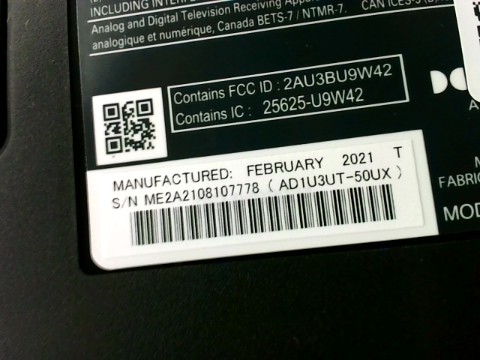 INCLUDING INTERF
Analog and Digital Television Receiving Appar
analogique et numérique, Canada BETS-7 / NTMR-7. CAN ICES-3
Contains FCC ID : 2AU3BU9W42
Contains IC : 25625-U9W42
MANUFACTURED: FEBRUARY 2021 T
S/N ME2A2108107778 ( AD1U3UT-50UX )
FABRIC
MOD